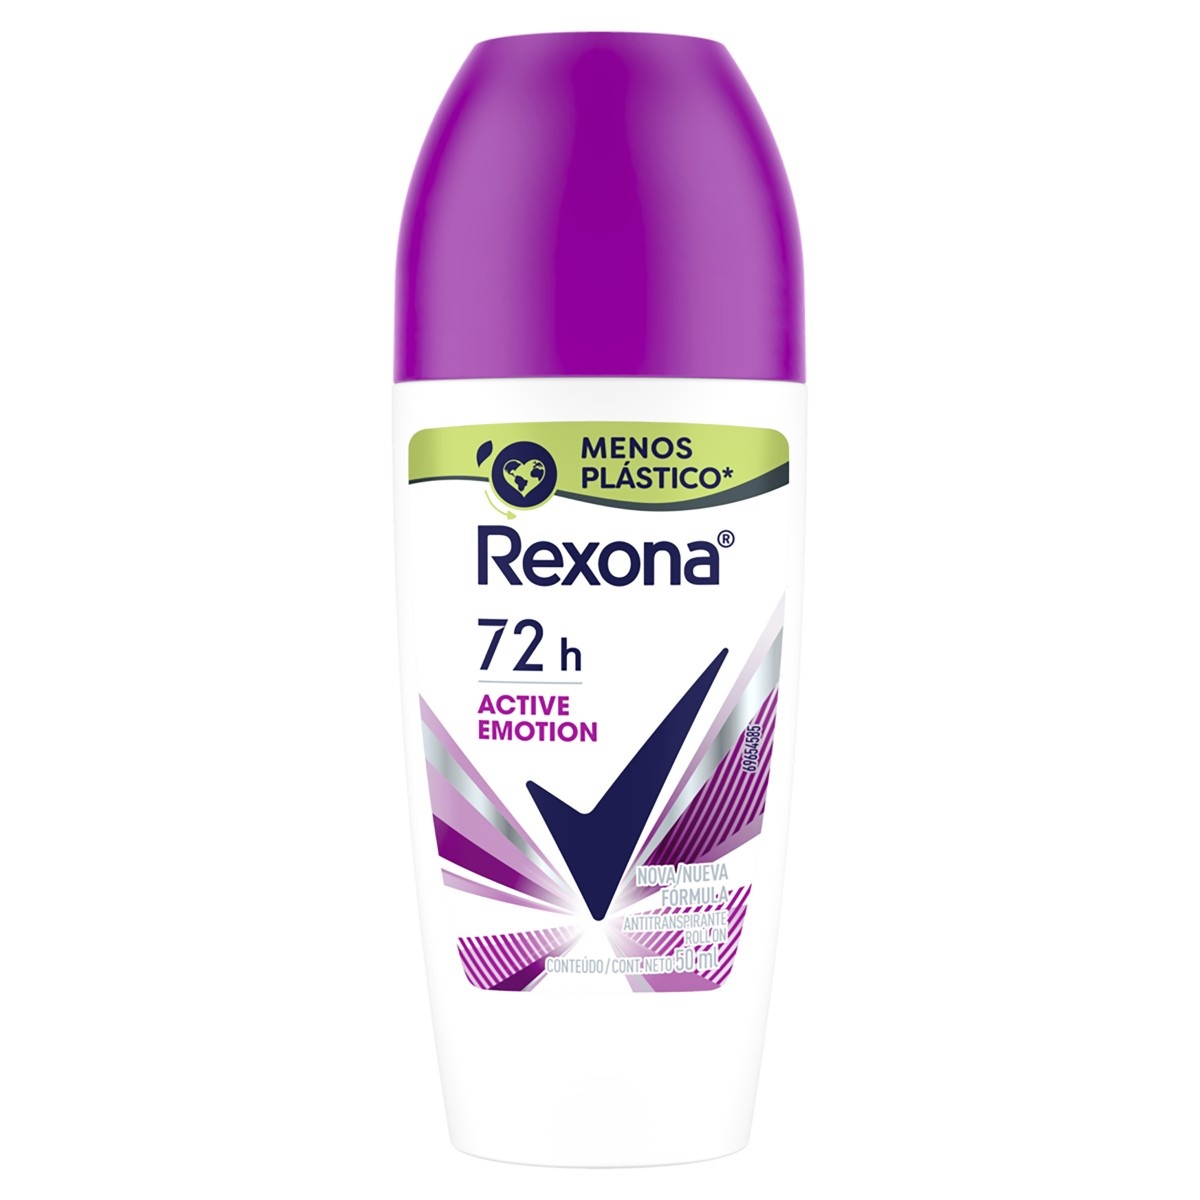 MENOS
PLÁSTICO*
Rexona®
72 h
ACTIVE
EMOTION
69654585
NOVA/NUEVA
FÓRMULA
ANTITRANSPIRANTE
ROLL ON
CONTEÚDO/CONT. NETO 50 ml